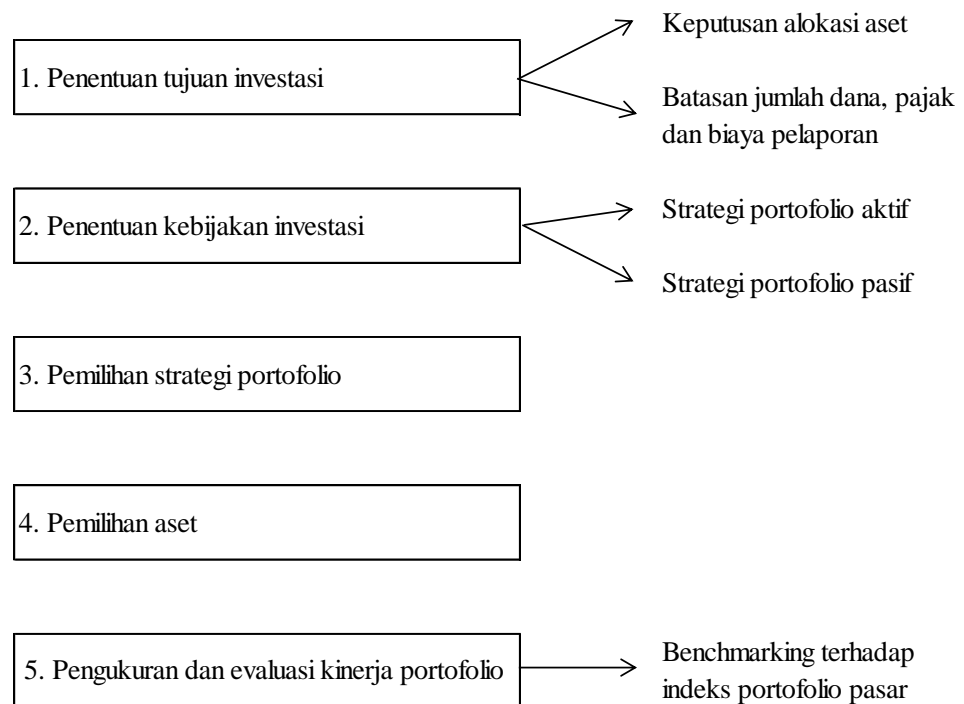 1. Penentuan tujuan investasi
Keputusan alokasi aset
Batasan jumlah dana, pajak
dan biaya pelaporan
2. Penentuan kebijakan investasi
Strategi portofolio aktif
Strategi portofolio pasif
3. Pemilihan strategi portofolio
4. Pemilihan aset
5. Pengukuran dan evaluasi kinerja portofolio
Benchmarking terhadap
indeks portofolio pasar